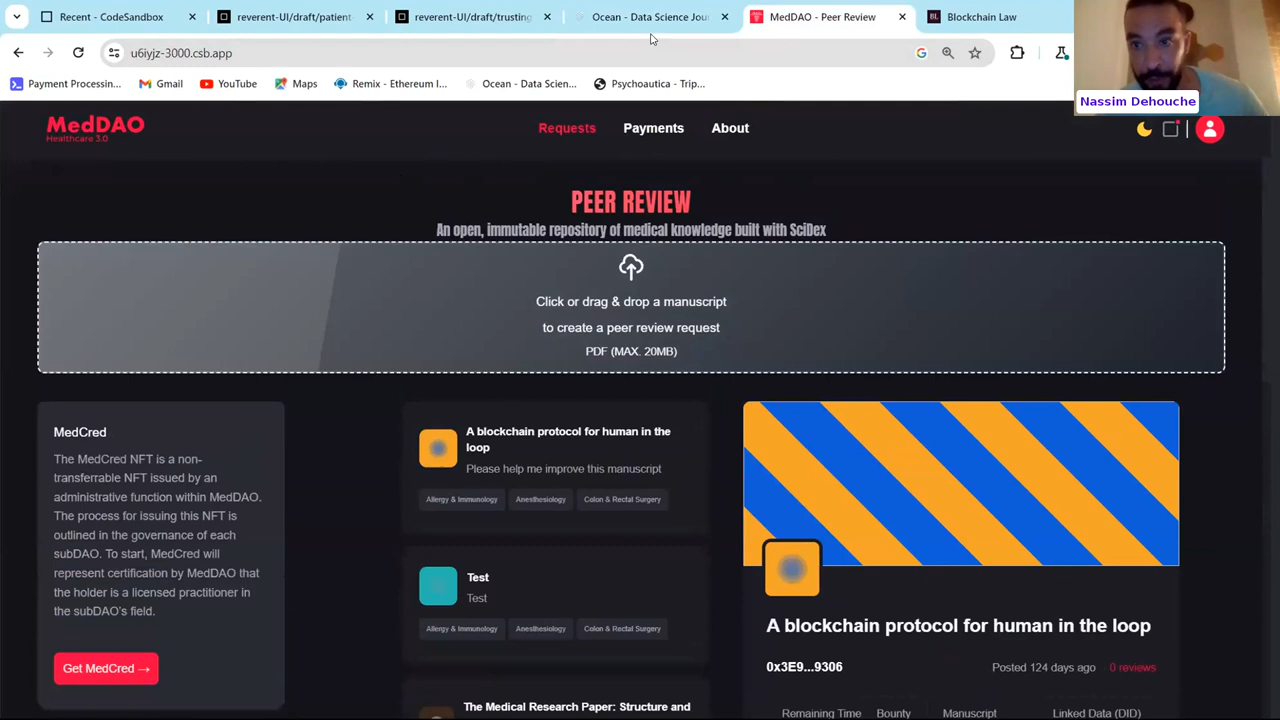 Recent - CodeSandbox
reverent-UI/draft/patient-
reverent-UI/draft/trusting
Ocean - Data Science Jou
MedDAO - Peer Review
Blockchain Law
u6iyjz-3000.csb.app
Payment Processin...
Gmail
YouTube
Maps
Remix - Ethereum I...
Ocean - Data Scien...
Psychoautica - Trip...
Nassim Dehouche
MedDAO
Healthcare 3.0
Requests
Payments
About
PEER REVIEW
An open, immutable repository of medical knowledge built with SciDex
Click or drag & drop a manuscript
to create a peer review request
PDF (MAX. 20MB)
MedCred
The MedCred NFT is a non-
transferrable NFT issued by an
administrative function within MedDAO.
The process for issuing this NFT is
outlined in the governance of each
subDAO. To start, MedCred will
represent certification by MedDAO that
the holder is a licensed practitioner in
the subDAO's field.
Get MedCred →
A blockchain protocol for human in the
loop
Please help me improve this manuscript
Allergy & Immunology
Anesthesiology
Colon & Rectal Surgery
Test
Test
Allergy & Immunology
Anesthesiology
Colon & Rectal Surgery
The Medical Research Paper: Structure and
A blockchain protocol for human in the loop
0x3E9...9306
Posted 124 days ago
0 reviews
Remaining Time
Bounty
Manuscript
Linked Data (DID)